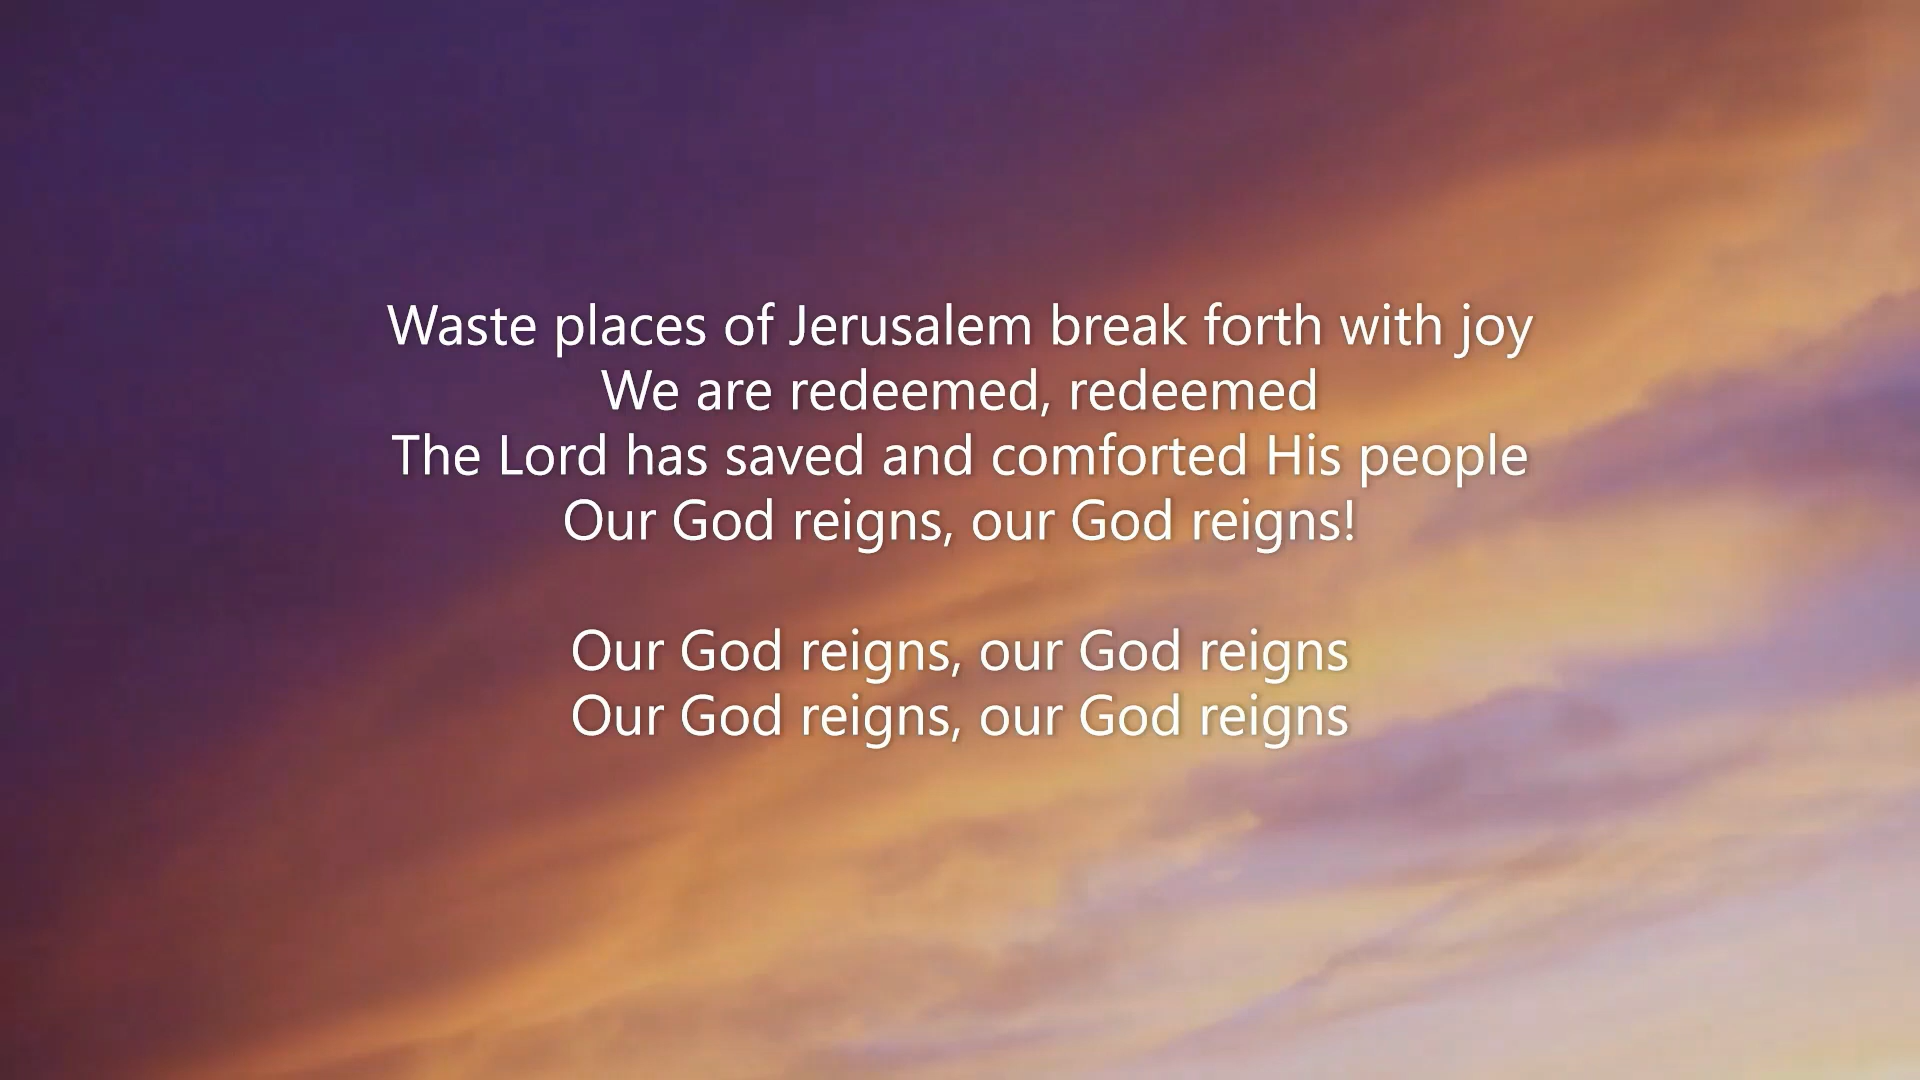 Waste places of Jerusalem break forth with joy
We are redeemed, redeemed
The Lord has saved and comforted His people
Our God reigns, our God reigns!
Our God reigns, our God reigns
Our God reigns, our God reigns